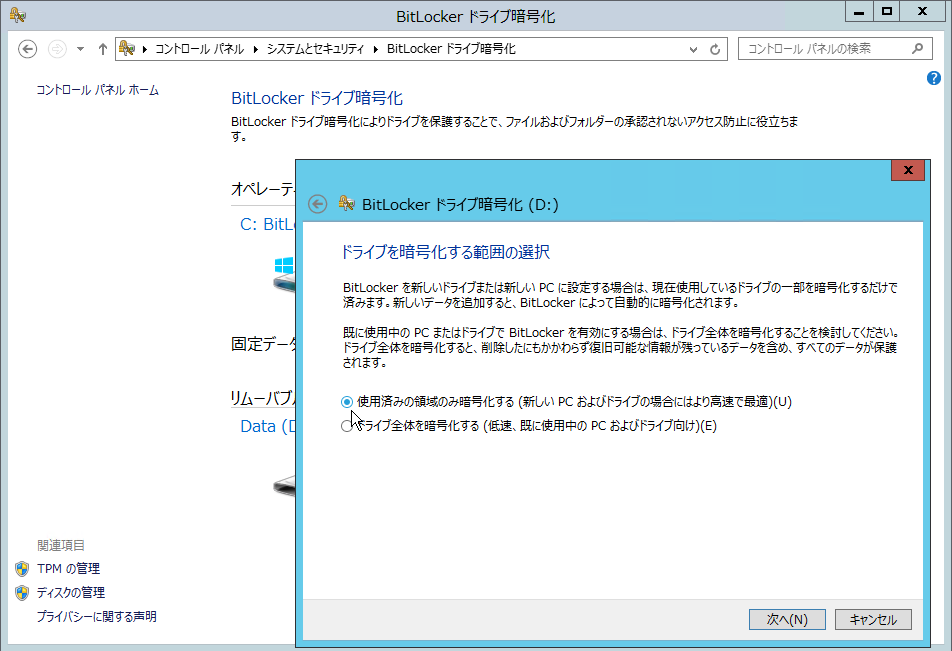 BitLocker ドライブ暗号化
コントロール パネル システムとセキュリティ BitLocker ドライブ暗号化
コントロール パネルの検索
コントロール パネル ホーム
BitLocker ドライブ暗号化
BitLocker ドライブ暗号化によりドライブを保護することで、ファイルおよびフォルダーの承認されないアクセス防止に役立ちま
す。
オペレーテ
C: BitL
固定データ
リムーバブル
Data (D
関連項目
TPM の管理
ディスクの管理
プライバシーに関する声明
BitLocker ドライブ暗号化 (D:)
ドライブを暗号化する範囲の選択
BitLocker を新しいドライブまたは新しい PC に設定する場合は、現在使用しているドライブの一部を暗号化するだけで
済みます。新しいデータを追加すると、BitLocker によって自動的に暗号化されます。
既に使用中の PC またはドライブで BitLocker を有効にする場合は、ドライブ全体を暗号化することを検討してください。
ドライブ全体を暗号化すると、削除したにもかかわらず復旧可能な情報が残っているデータを含め、すべてのデータが保護
されます。
使用済みの領域のみ暗号化する (新しい PC およびドライブの場合にはより高速で最適)(U)
ドライブ全体を暗号化する (低速、既に使用中の PC およびドライブ向け)(E)
次へ(N)
キャンセル